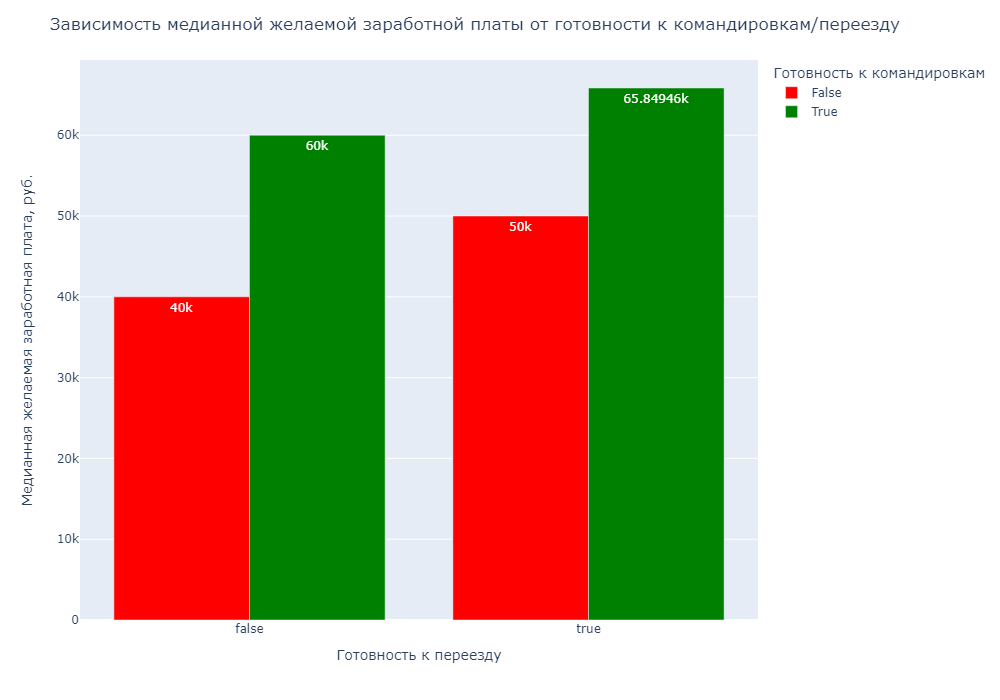 Зависимость медианной желаемой заработной платы от готовности к командировкам/переезду
Готовность к командировкам
False
True
Медианная желаемая заработная плата, руб.
60k
50k
40k
30k
20k
10k
0
40k
60k
50k
65.84946k
false
true
Готовность к переезду